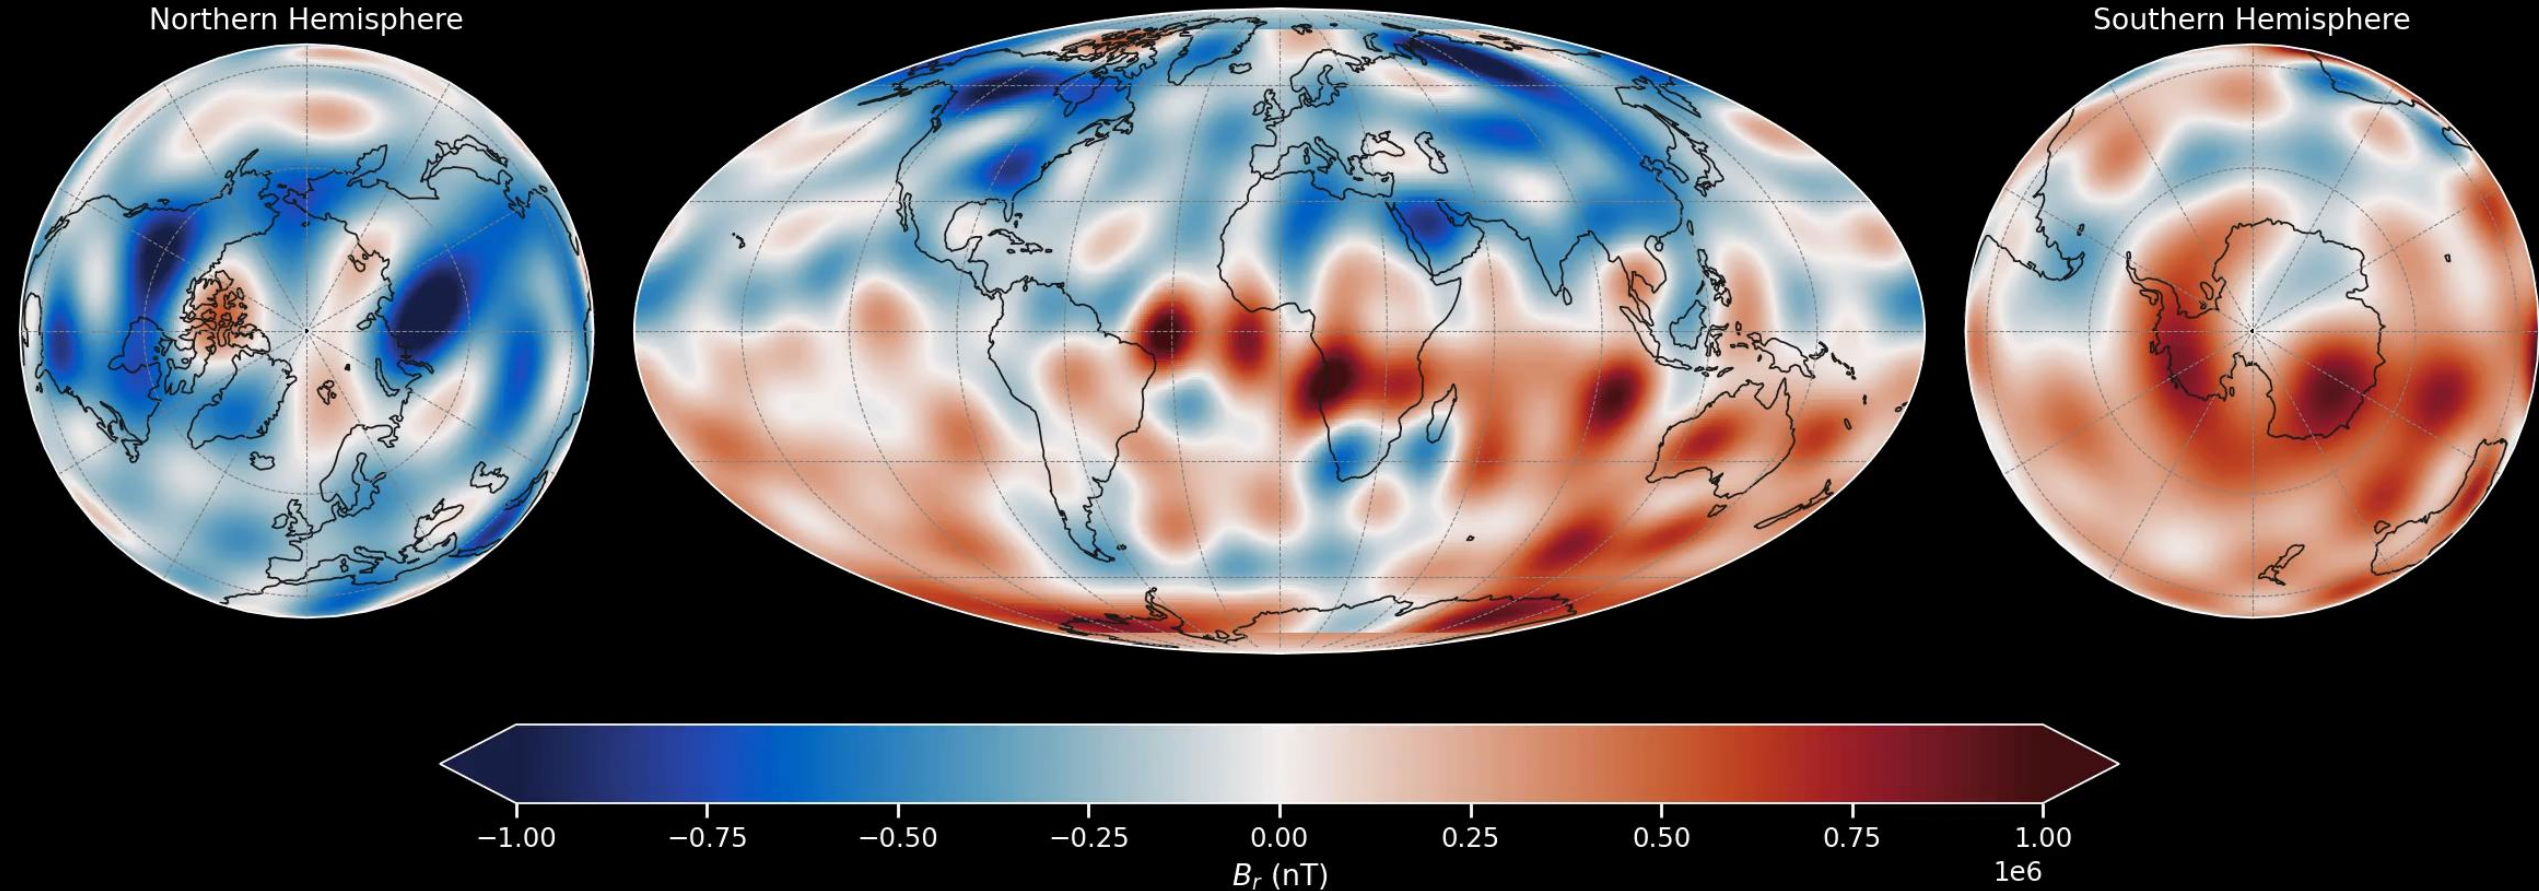 Northern Hemisphere
Southern Hemisphere
−1.00 −0.75 −0.50 −0.25 0.00 0.25 0.50 0.75 1.00
1e6
B_r (nT)